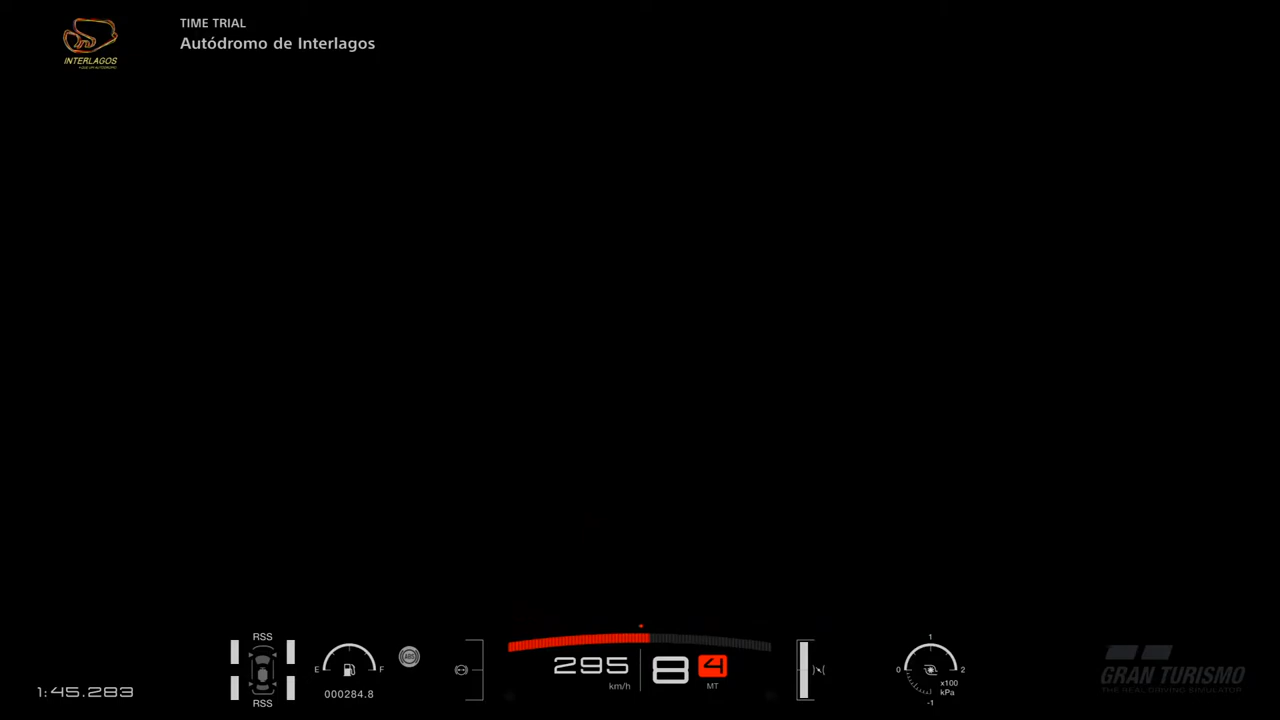 TIME TRIAL
Autódromo de Interlagos
INTERLAGOS
RSS
RSS
E
F
000284.8
ABS
1:45.283
295
km/h
8
4
MT
1
0
2
x100
kPa
-1
GRAN TURISMO
THE REAL DRIVING SIMULATOR